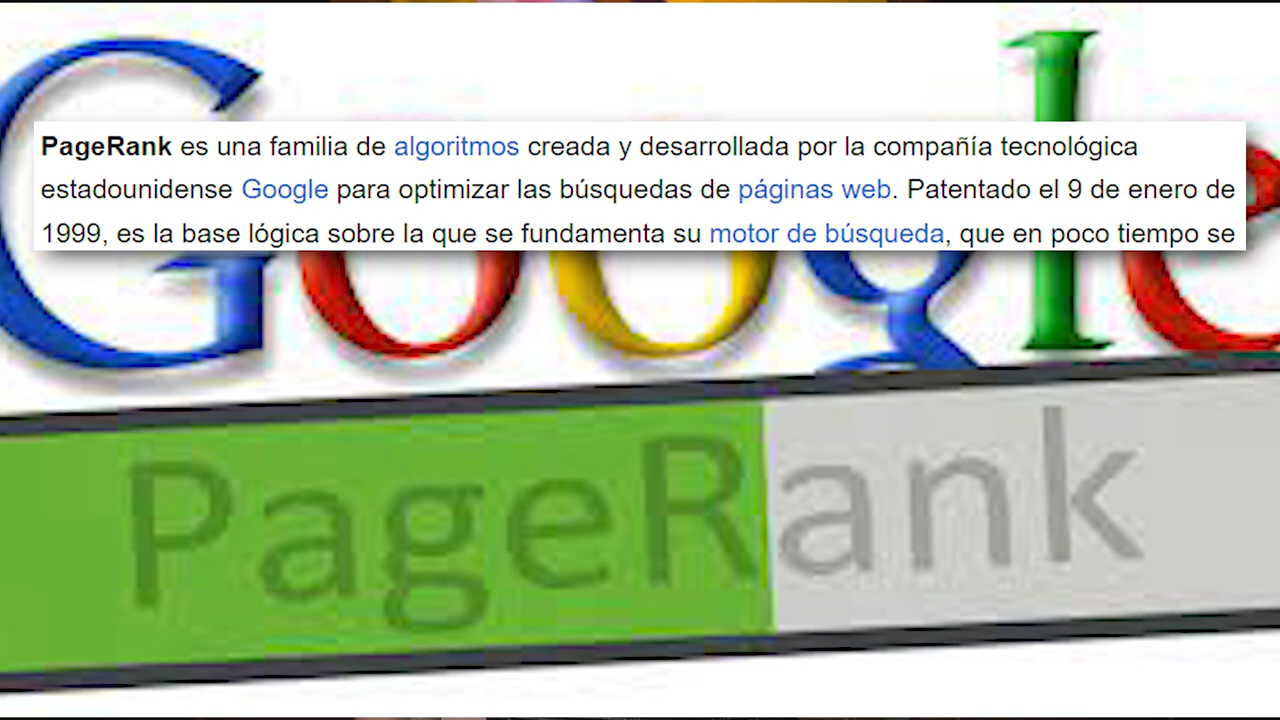 Google
PageRank es una familia de algoritmos creada y desarrollada por la compañía tecnológica
estadounidense Google para optimizar las búsquedas de páginas web. Patentado el 9 de enero de
1999, es la base lógica sobre la que se fundamenta su motor de búsqueda, que en poco tiempo se
PageRank